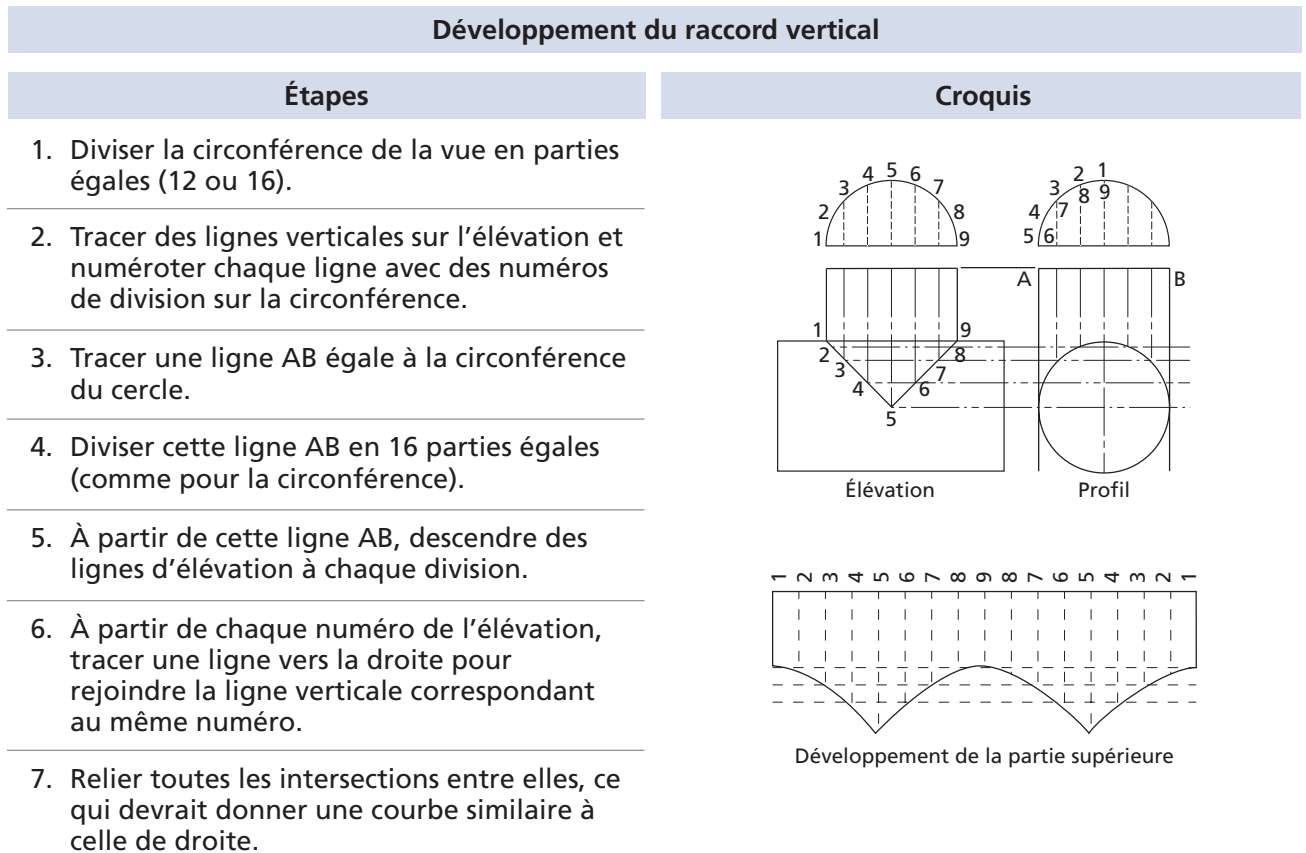 Développement du raccord vertical
Étapes
Croquis
1. Diviser la circonférence de la vue en parties
égales (12 ou 16).
2. Tracer des lignes verticales sur l’élévation et
numéroter chaque ligne avec des numéros
de division sur la circonférence.
3. Tracer une ligne AB égale à la circonférence
du cercle.
4. Diviser cette ligne AB en 16 parties égales
(comme pour la circonférence).
5. À partir de cette ligne AB, descendre des
lignes d’élévation à chaque division.
6. À partir de chaque numéro de l’élévation,
tracer une ligne vers la droite pour
rejoindre la ligne verticale correspondant
au même numéro.
7. Relier toutes les intersections entre elles, ce
qui devrait donner une courbe similaire à
celle de droite.
1 2 3 4 5 6 7 8 9
5 4 3 2 1
6 7 8 9
A B
1 2 3 4 5 6 7 8 9
Élévation
Profil
1 2 3 4 5 6 7 8 9 8 7 6 5 4 3 2 1
Développement de la partie supérieure